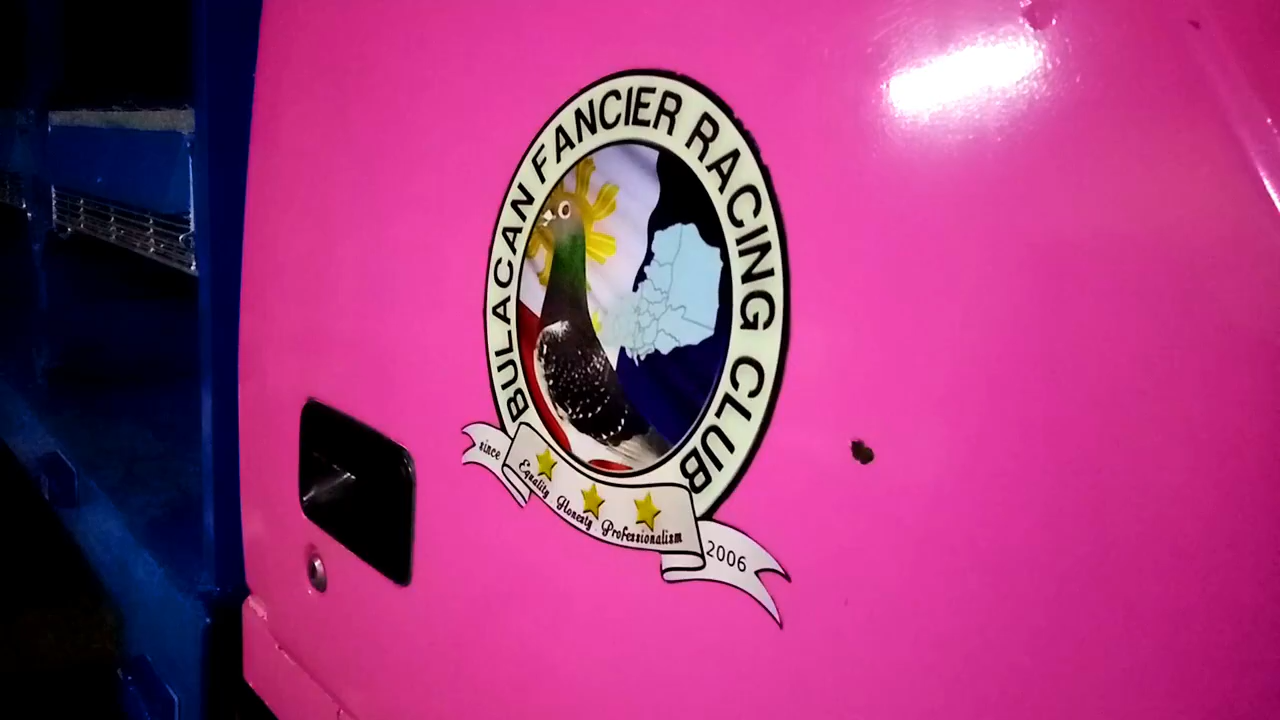 BULACAN FANCIER RACING CLUB
since
Equality . Honesty . Professionalism
2006